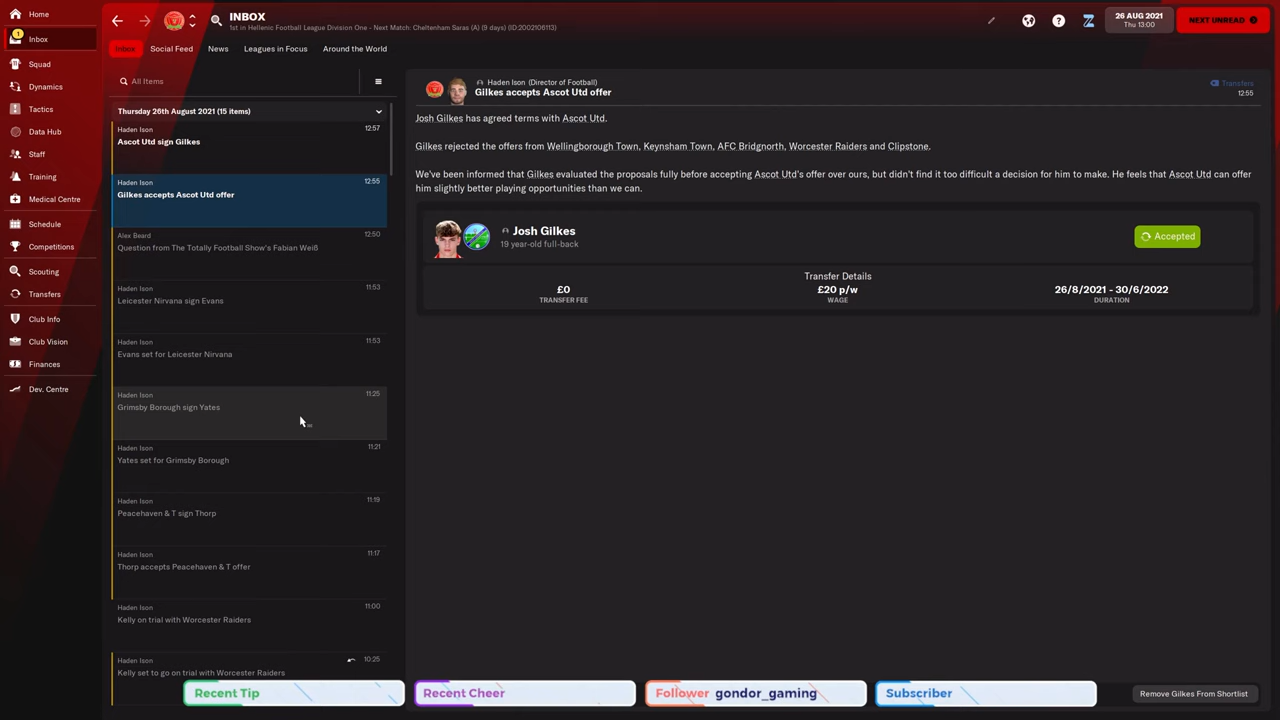 Home
INBOX
1st in Hellenic Football League Division One - Next Match: Cheltenham Saras (A) (9 days) (ID:2002106113)
26 AUG 2021
Thu 13:00
NEXT UNREAD
1
Inbox
Squad
Dynamics
Tactics
Data Hub
Staff
Training
Medical Centre
Schedule
Competitions
Scouting
Transfers
Club Info
Club Vision
Finances
Dev. Centre
Inbox
Social Feed
News
Leagues in Focus
Around the World
All Items
Thursday 26th August 2021 (15 items)
Haden Ison 12:57
Ascot Utd sign Gilkes
Haden Ison 12:55
Gilkes accepts Ascot Utd offer
Alex Beard 12:50
Question from The Totally Football Show's Fabian Weiß
Haden Ison 11:53
Leicester Nirvana sign Evans
Haden Ison 11:53
Evans set for Leicester Nirvana
Haden Ison 11:25
Grimsby Borough sign Yates
Haden Ison 11:21
Yates set for Grimsby Borough
Haden Ison 11:19
Peacehaven & T sign Thorp
Haden Ison 11:17
Thorp accepts Peacehaven & T offer
Haden Ison 11:00
Kelly on trial with Worcester Raiders
Haden Ison 10:25
Kelly set to go on trial with Worcester Raiders
Haden Ison (Director of Football)
Gilkes accepts Ascot Utd offer
Transfers
12:55
Josh Gilkes has agreed terms with Ascot Utd.
Gilkes rejected the offers from Wellingborough Town, Keynsham Town, AFC Bridgnorth, Worcester Raiders and Clipstone.
We've been informed that Gilkes evaluated the proposals fully before accepting Ascot Utd's offer over ours, but didn't find it too difficult a decision for him to make. He feels that Ascot Utd can offer
him slightly better playing opportunities than we can.
Josh Gilkes
19 year-old full-back
Accepted
Transfer Details
£0
TRANSFER FEE
£20 p/w
WAGE
26/8/2021 - 30/6/2022
DURATION
Recent Tip
Recent Cheer
Follower gondor_gaming
Subscriber
Remove Gilkes From Shortlist